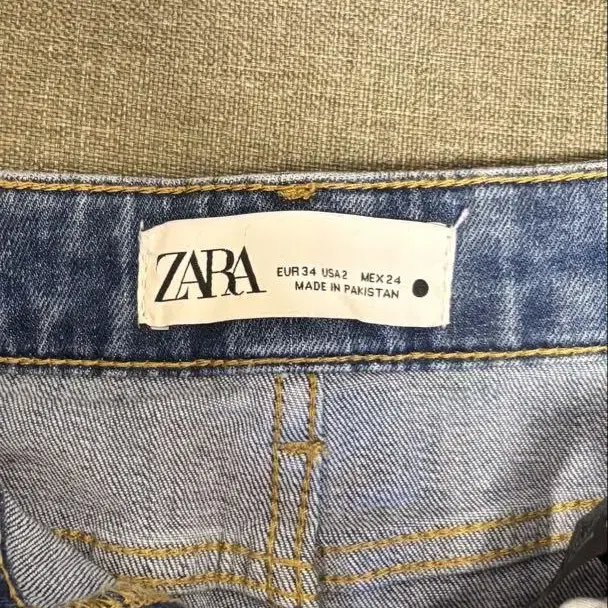 ZARA
EUR 34 USA 2 MEX 24
MADE IN PAKISTAN